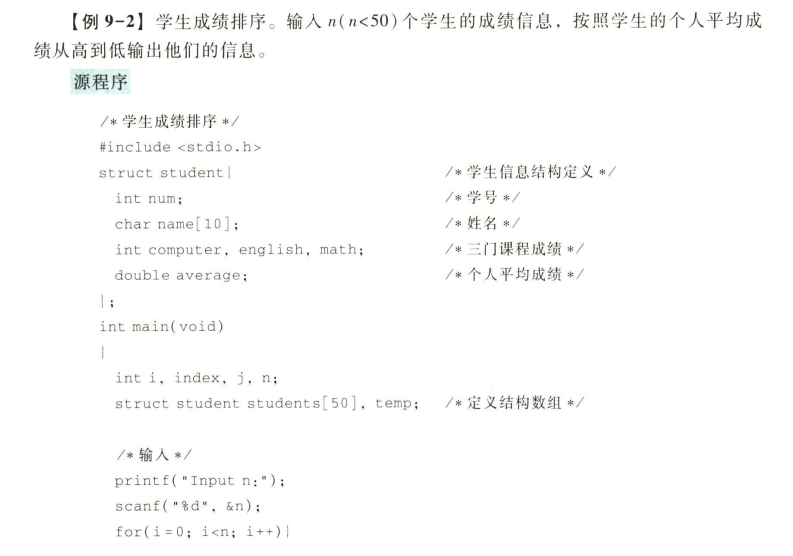 【例 9-2】学生成绩排序。输入 n(n<50)个学生的成绩信息，按照学生的个人平均成
绩从高到低输出他们的信息。
源程序
/* 学生成绩排序 */
#include <stdio.h>
struct student{ /* 学生信息结构定义 */
int num; /* 学号 */
char name[10]; /* 姓名 */
int computer, english, math; /* 三门课程成绩 */
double average; /* 个人平均成绩 */
};
int main(void)
{
int i, index, j, n;
struct student students[50], temp; /* 定义结构数组 */
/* 输入 */
printf("Input n:");
scanf("%d", &n);
for(i=0; i<n; i++){